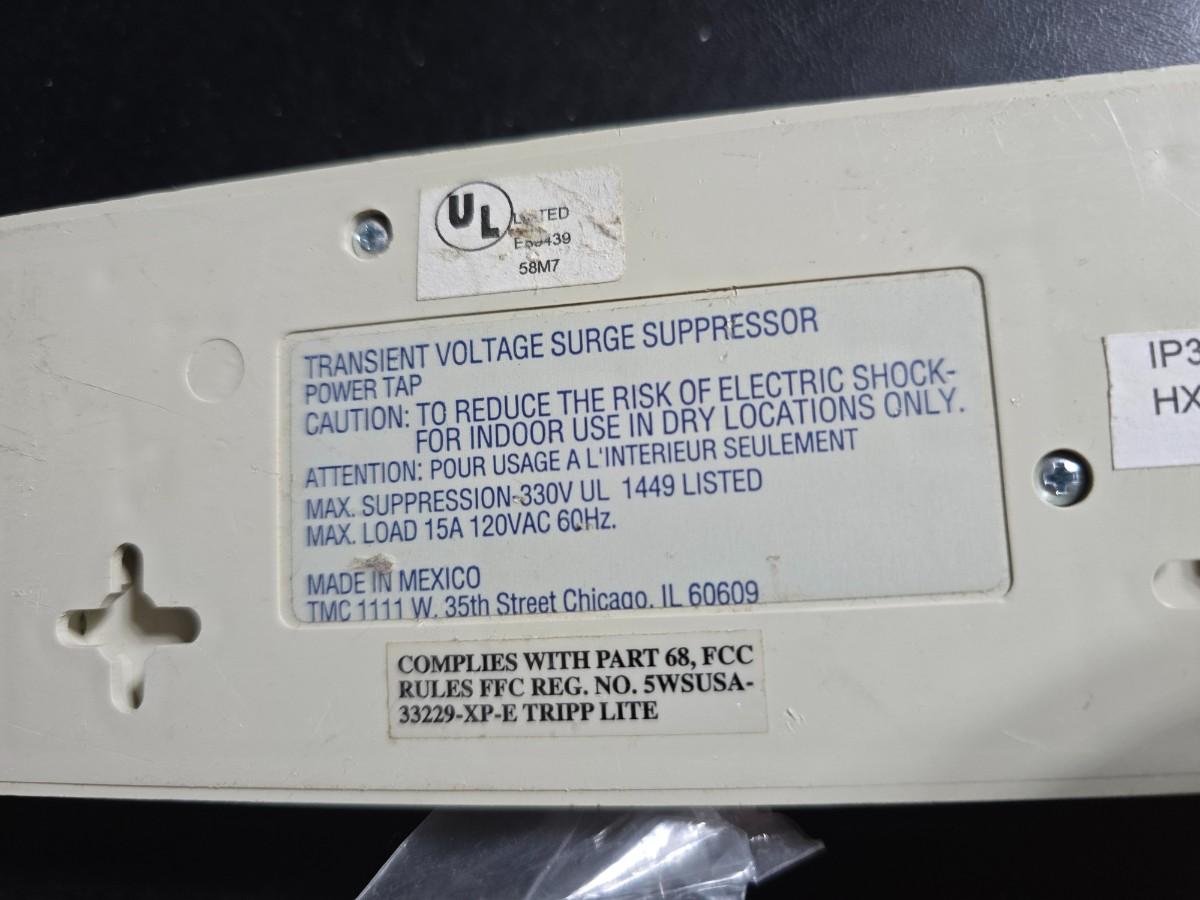 UL
58M7
TRANSIENT VOLTAGE SURGE SUPPRESSOR
POWER TAP
CAUTION: TO REDUCE THE RISK OF ELECTRIC SHOCK-
FOR INDOOR USE IN DRY LOCATIONS ONLY.
ATTENTION: POUR USAGE A L'INTERIEUR SEULEMENT
MAX. SUPPRESSION-330V UL 1449 LISTED
MAX. LOAD 15A 120VAC 60Hz.
MADE IN MEXICO
TMC 1111 W. 35th Street Chicago, IL 60609
COMPLIES WITH PART 68, FCC
RULES FFC REG. NO. 5WSUSA-
33229-XP-E TRIPP LITE
IP3
HX